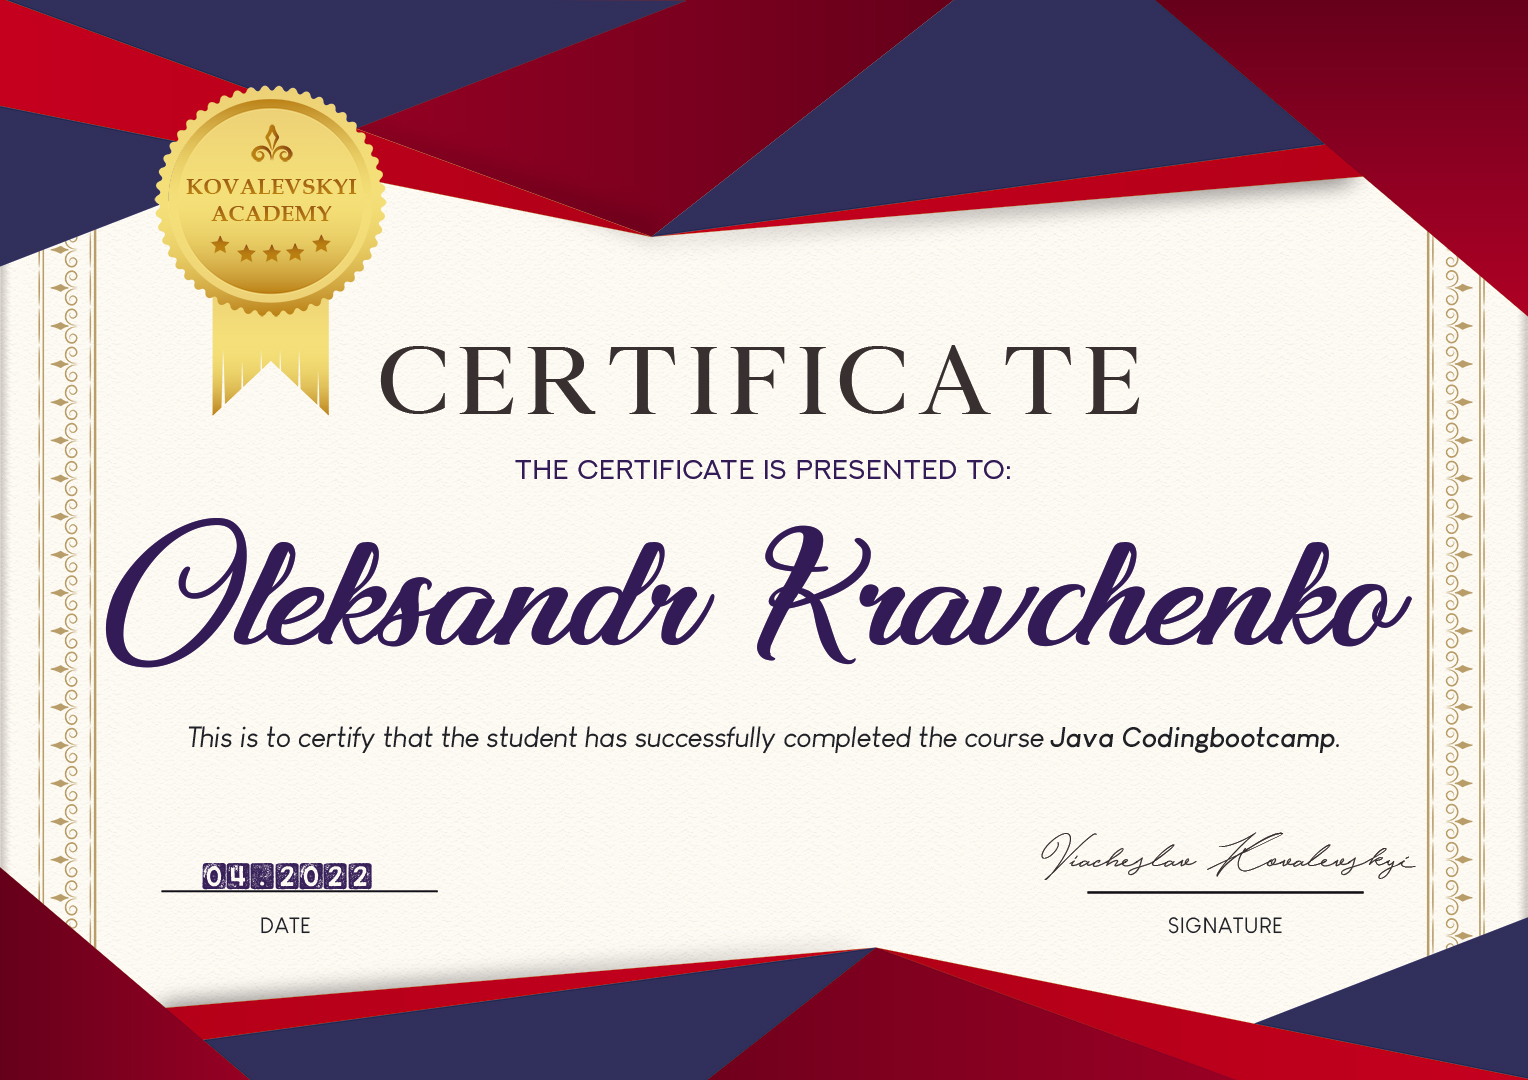 KOVALEVSKYI
ACADEMY
CERTIFICATE
THE CERTIFICATE IS PRESENTED TO:
Oleksandr Kravchenko
This is to certify that the student has successfully completed the course Java Codingbootcamp.
04.2022
Viacheslav Kovalevskyi
DATE
SIGNATURE